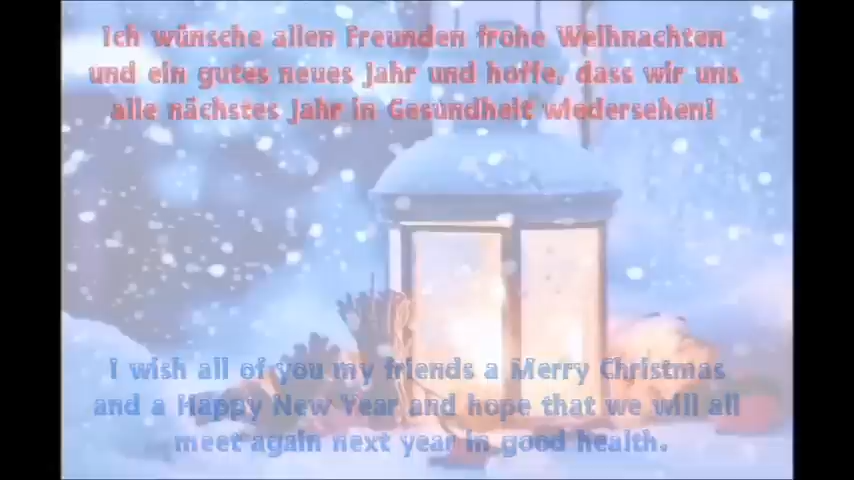 Ich wünsche allen Freunden frohe Weihnachten
und ein gutes neues Jahr und hoffe, dass wir uns
alle nächstes Jahr in Gesundheit wiedersehen!
I wish all of you my friends a Merry Christmas
and a Happy New Year and hope that we will all
meet again next year in good health.